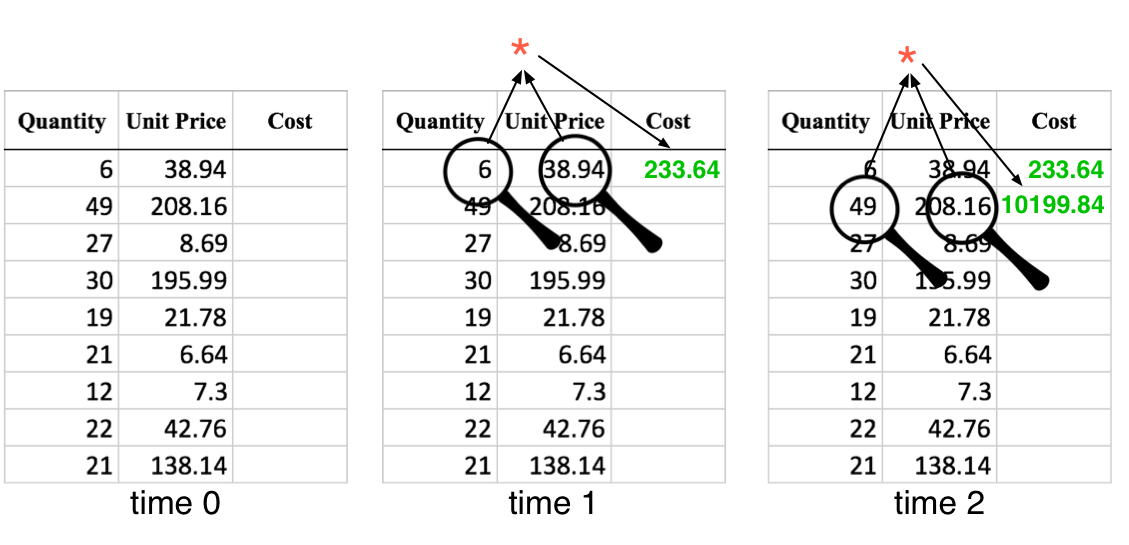 * *
Quantity Unit Price Cost Quantity Unit Price Cost Quantity Unit Price Cost
6 38.94 6 38.94 233.64 6 38.94 233.64
49 208.16 49 208.16 49 208.16 10199.84
27 8.69 27 8.69 27 8.69
30 195.99 30 195.99 30 195.99
19 21.78 19 21.78 19 21.78
21 6.64 21 6.64 21 6.64
12 7.3 12 7.3 12 7.3
22 42.76 22 42.76 22 42.76
21 138.14 21 138.14 21 138.14
time 0 time 1 time 2